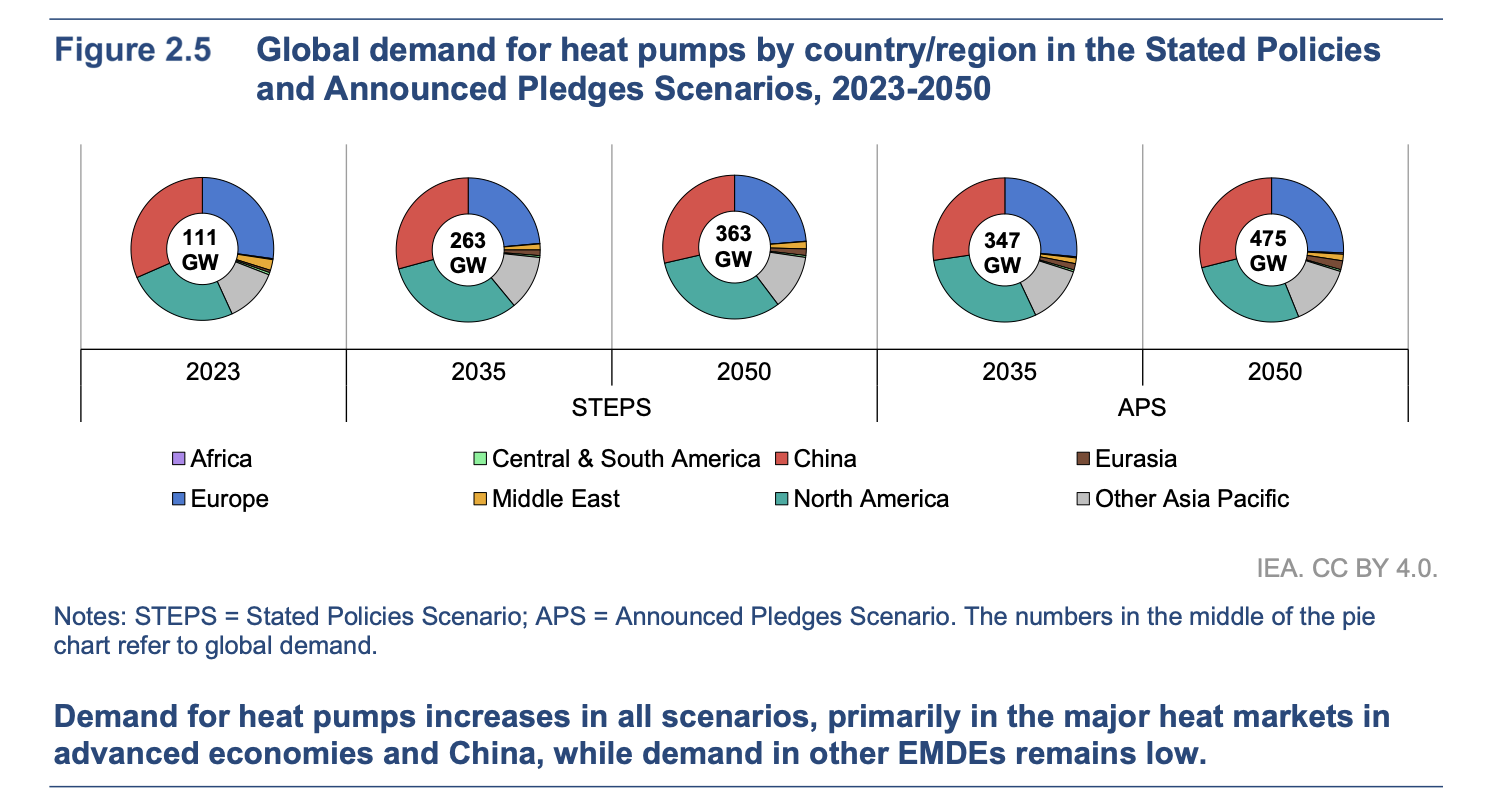 Figure 2.5 Global demand for heat pumps by country/region in the Stated Policies
and Announced Pledges Scenarios, 2023-2050
111
GW
263
GW
363
GW
347
GW
475
GW
2023
2035
2050
2035
2050
STEPS
APS
Africa
Central & South America
China
Eurasia
Europe
Middle East
North America
Other Asia Pacific
IEA. CC BY 4.0.
Notes: STEPS = Stated Policies Scenario; APS = Announced Pledges Scenario. The numbers in the middle of the pie
chart refer to global demand.
Demand for heat pumps increases in all scenarios, primarily in the major heat markets in
advanced economies and China, while demand in other EMDEs remains low.